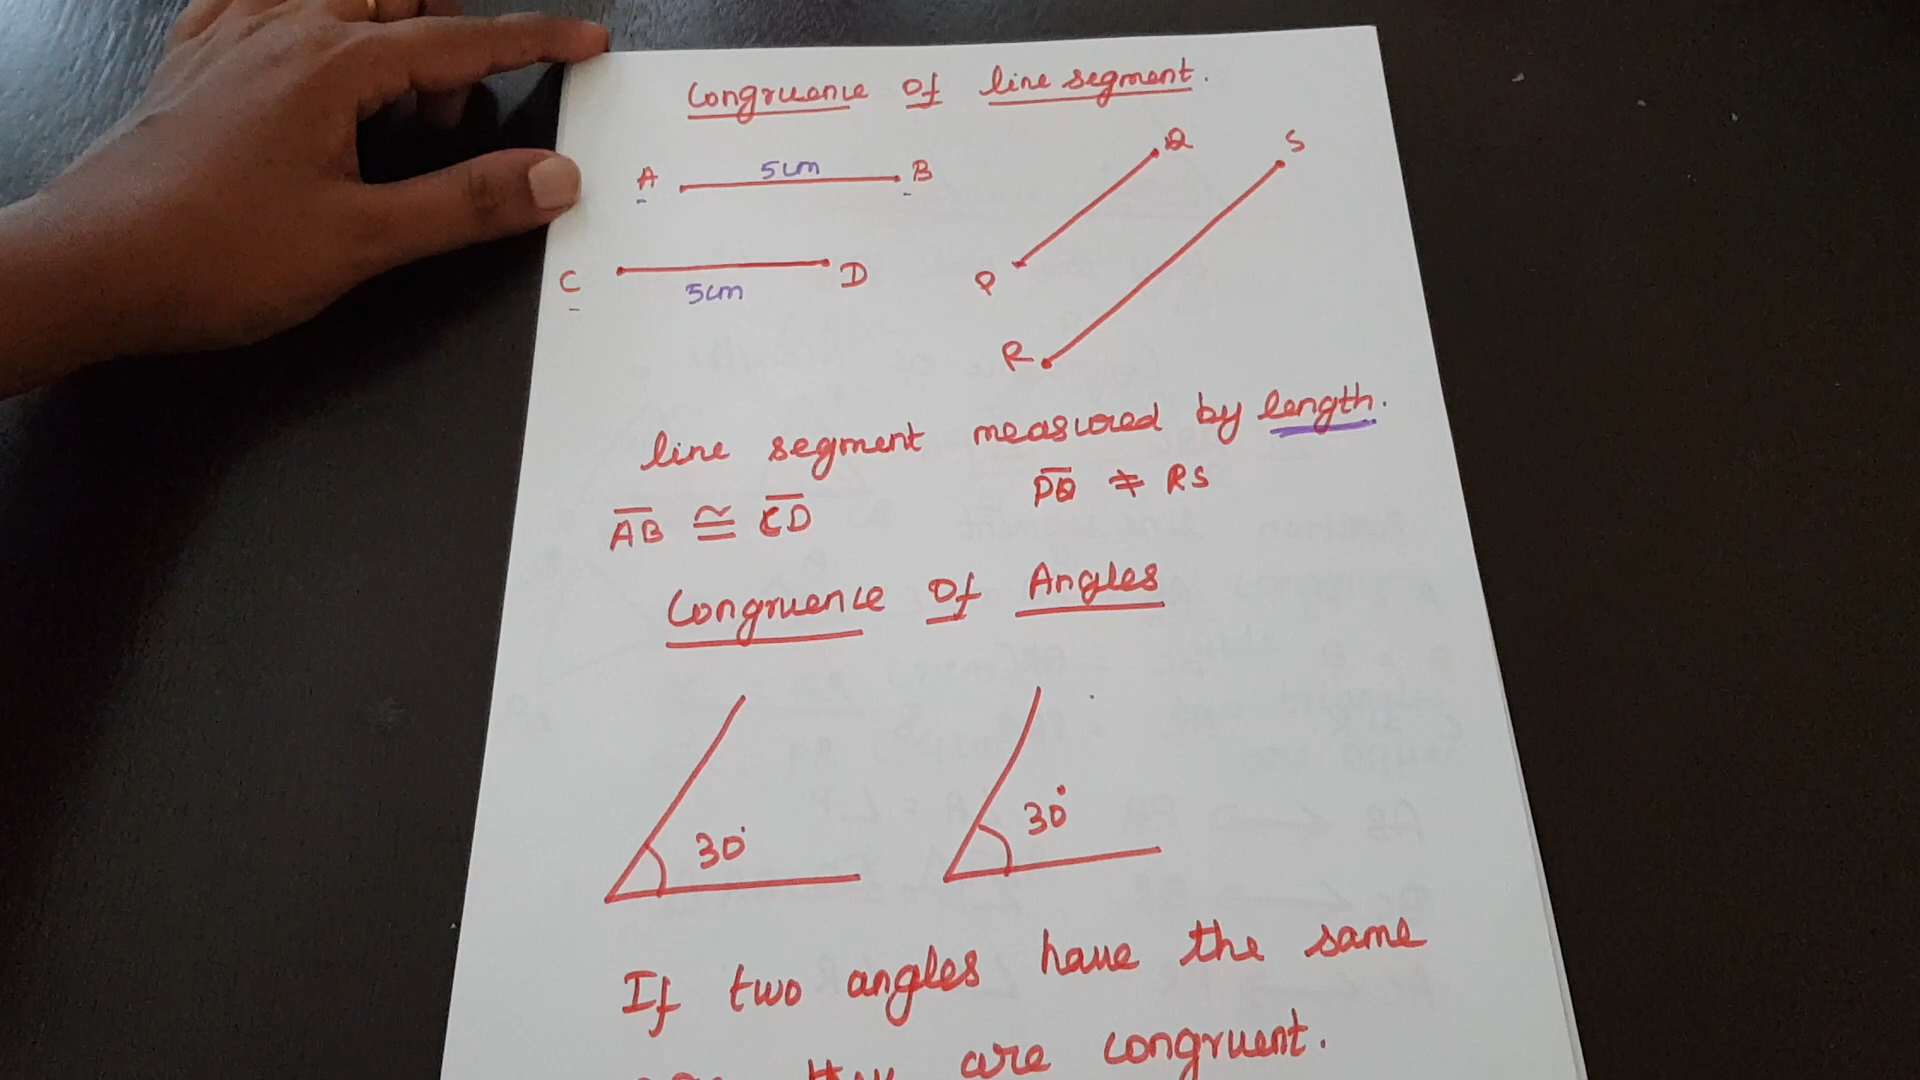 Congruence Of line segment.
A 5cm B
Q
S
C 5cm D
P
R
line segment measured by length.
PQ ≠ RS
AB ≅ CD
Congruence Of Angles
30°
30°
If two angles have the same
they are congruent.